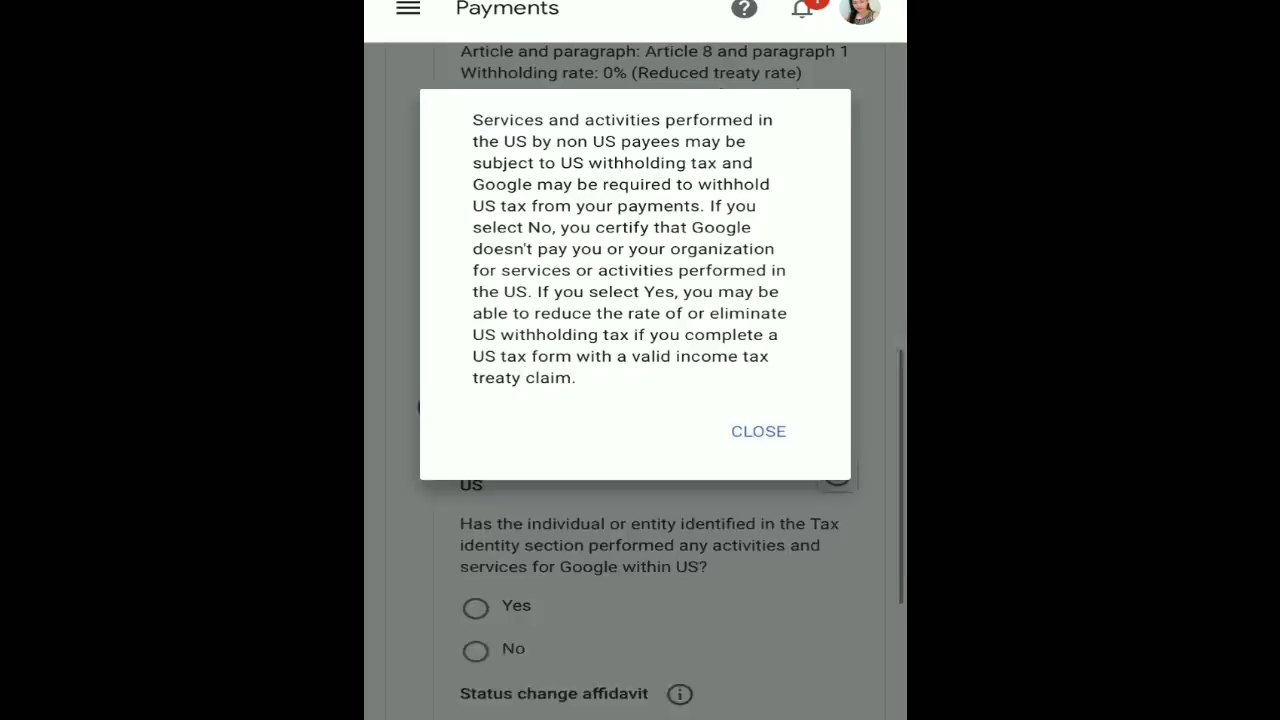 Payments
Article and paragraph: Article 8 and paragraph 1
Withholding rate: 0% (Reduced treaty rate)
Services and activities performed in
the US by non US payees may be
subject to US withholding tax and
Google may be required to withhold
US tax from your payments. If you
select No, you certify that Google
doesn't pay you or your organization
for services or activities performed in
the US. If you select Yes, you may be
able to reduce the rate of or eliminate
US withholding tax if you complete a
US tax form with a valid income tax
treaty claim.
CLOSE
US
Has the individual or entity identified in the Tax
identity section performed any activities and
services for Google within US?
Yes
No
Status change affidavit